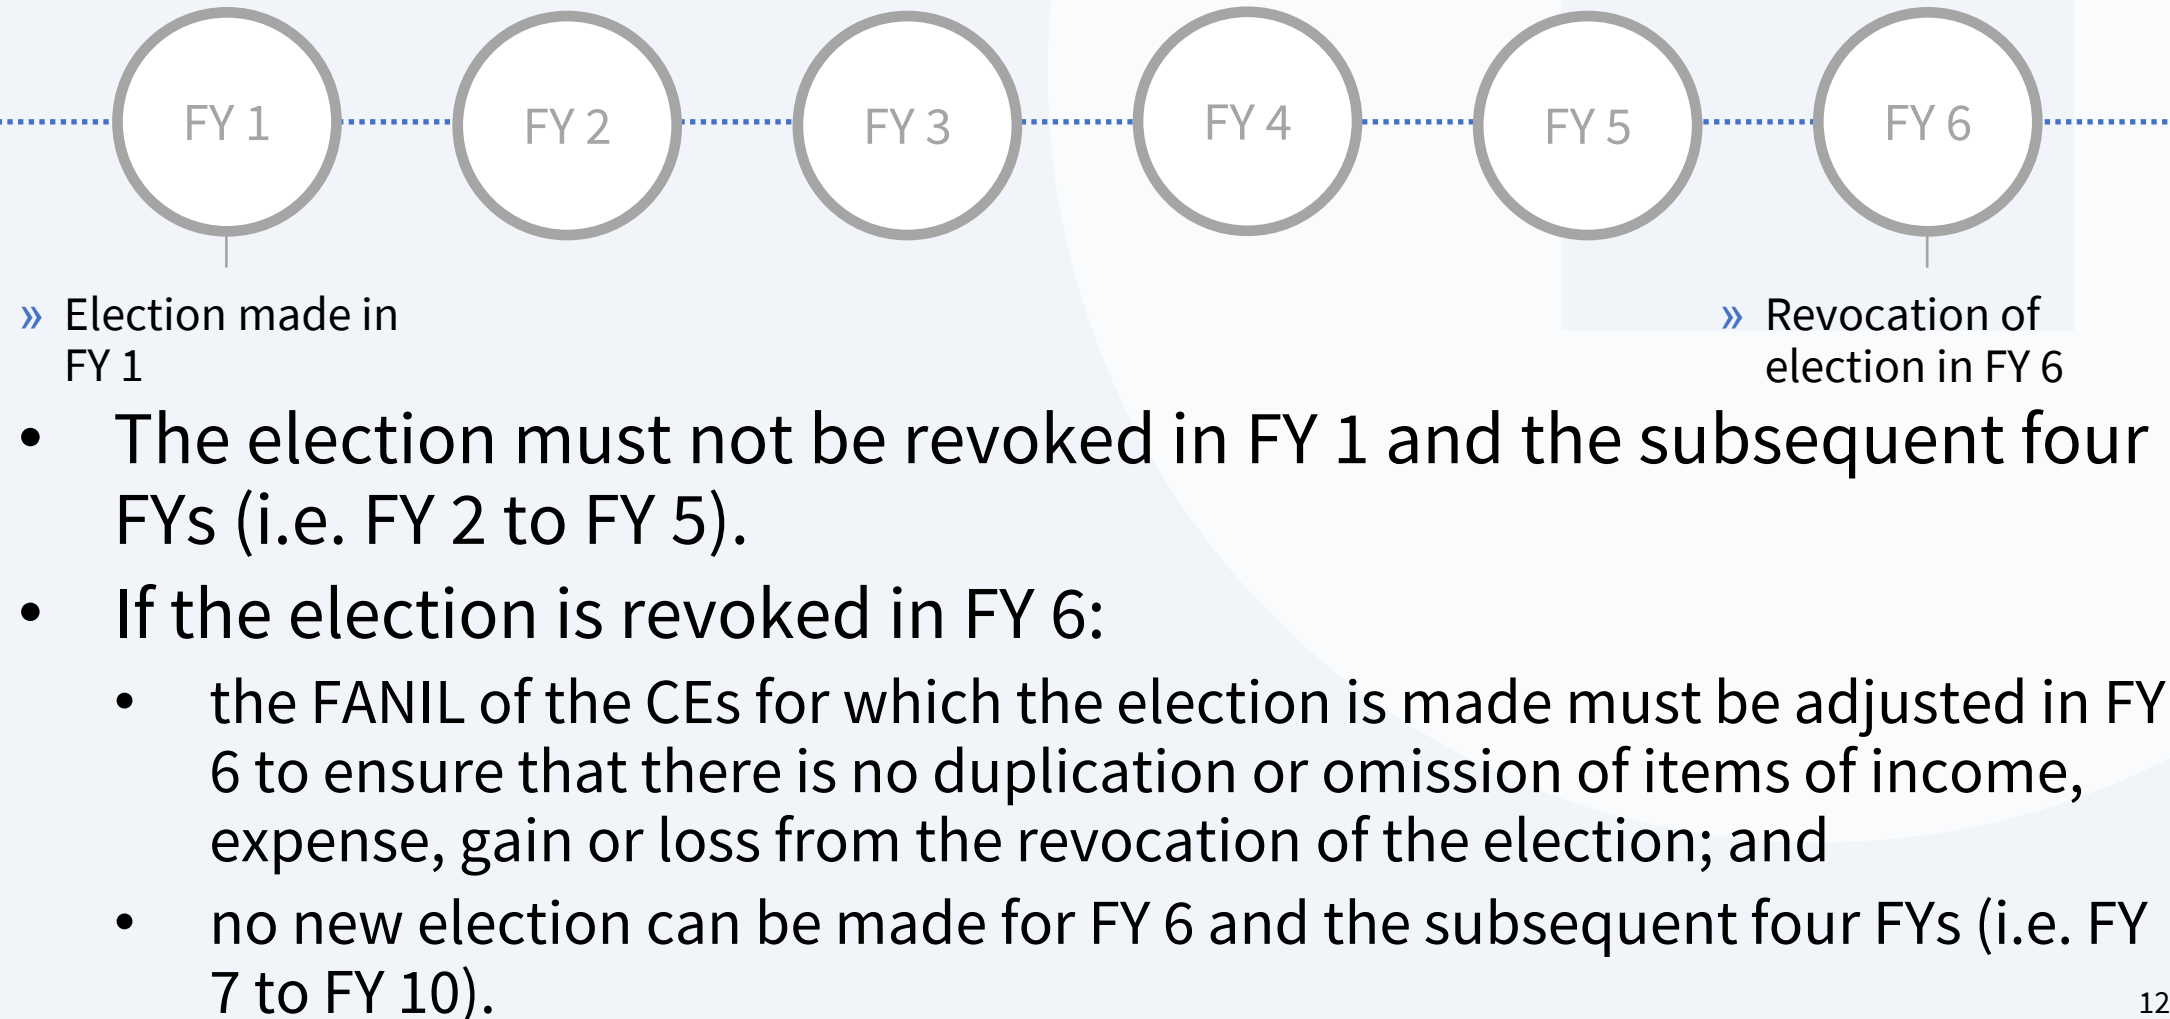 FY 1
FY 2
FY 3
FY 4
FY 5
FY 6
» Election made in
FY 1
» Revocation of
election in FY 6
• The election must not be revoked in FY 1 and the subsequent four
FYs (i.e. FY 2 to FY 5).
• If the election is revoked in FY 6:
• the FANIL of the CEs for which the election is made must be adjusted in FY
6 to ensure that there is no duplication or omission of items of income,
expense, gain or loss from the revocation of the election; and
• no new election can be made for FY 6 and the subsequent four FYs (i.e. FY
7 to FY 10).
12